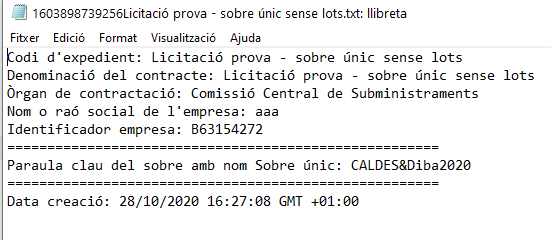 1603898739256Licitació prova - sobre únic sense lots.txt: llibreta
Fitxer Edició Format Visualització Ajuda
Codi d'expedient: Licitació prova - sobre únic sense lots
Denominació del contracte: Licitació prova - sobre únic sense lots
Òrgan de contractació: Comissió Central de Subministraments
Nom o raó social de l'empresa: aaa
Identificador empresa: B63154272
======================================================
Paraula clau del sobre amb nom Sobre únic: CALDES&Diba2020
======================================================
Data creació: 28/10/2020 16:27:08 GMT +01:00